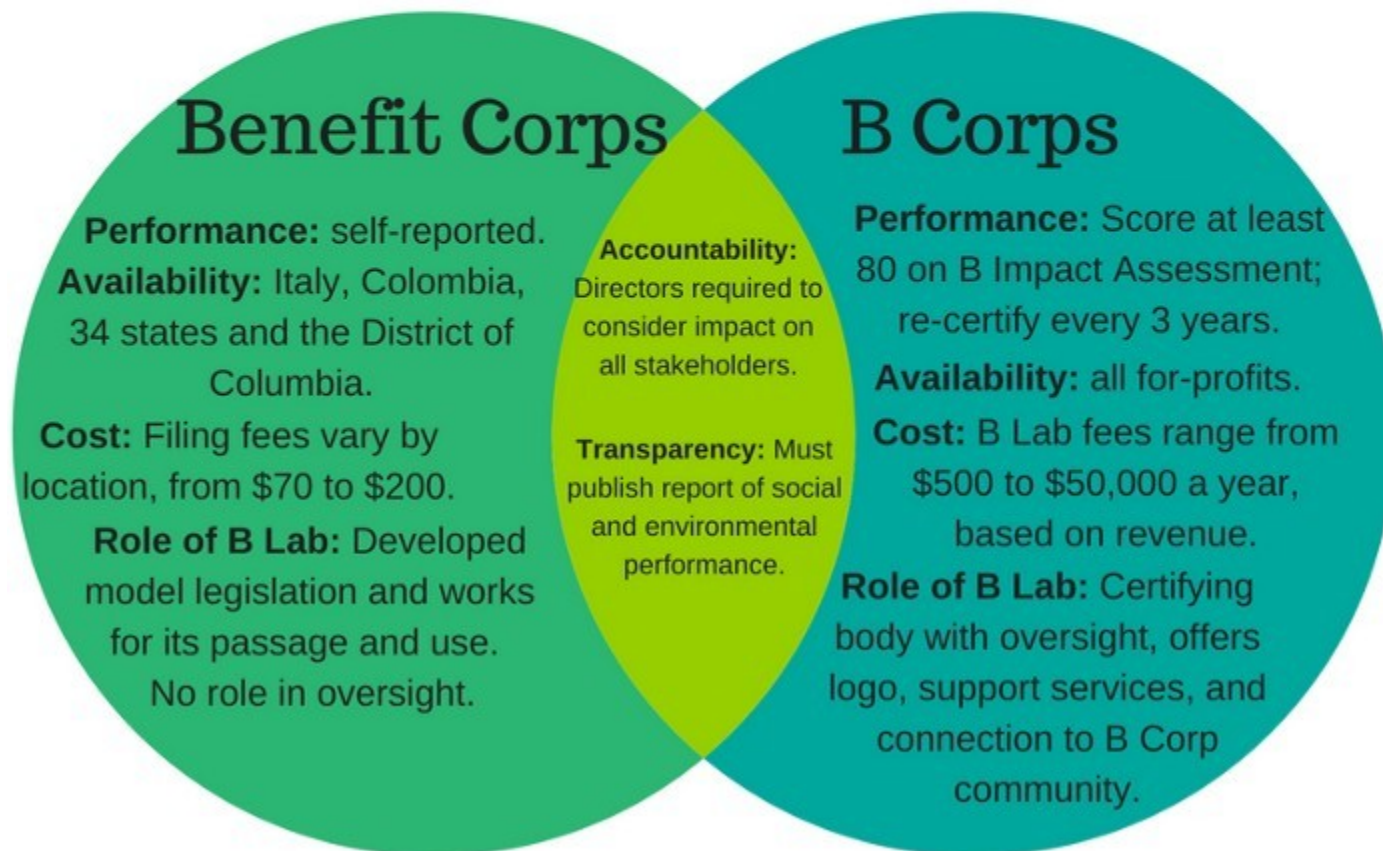 Benefit Corps
Performance: self-reported.
Availability: Italy, Colombia,
34 states and the District of
Columbia.
Cost: Filing fees vary by
location, from $70 to $200.
Role of B Lab: Developed
model legislation and works
for its passage and use.
No role in oversight.
Accountability:
Directors required to
consider impact on
all stakeholders.
Transparency: Must
publish report of social
and environmental
performance.
B Corps
Performance: Score at least
80 on B Impact Assessment;
re-certify every 3 years.
Availability: all for-profits.
Cost: B Lab fees range from
$500 to $50,000 a year,
based on revenue.
Role of B Lab: Certifying
body with oversight, offers
logo, support services, and
connection to B Corp
community.